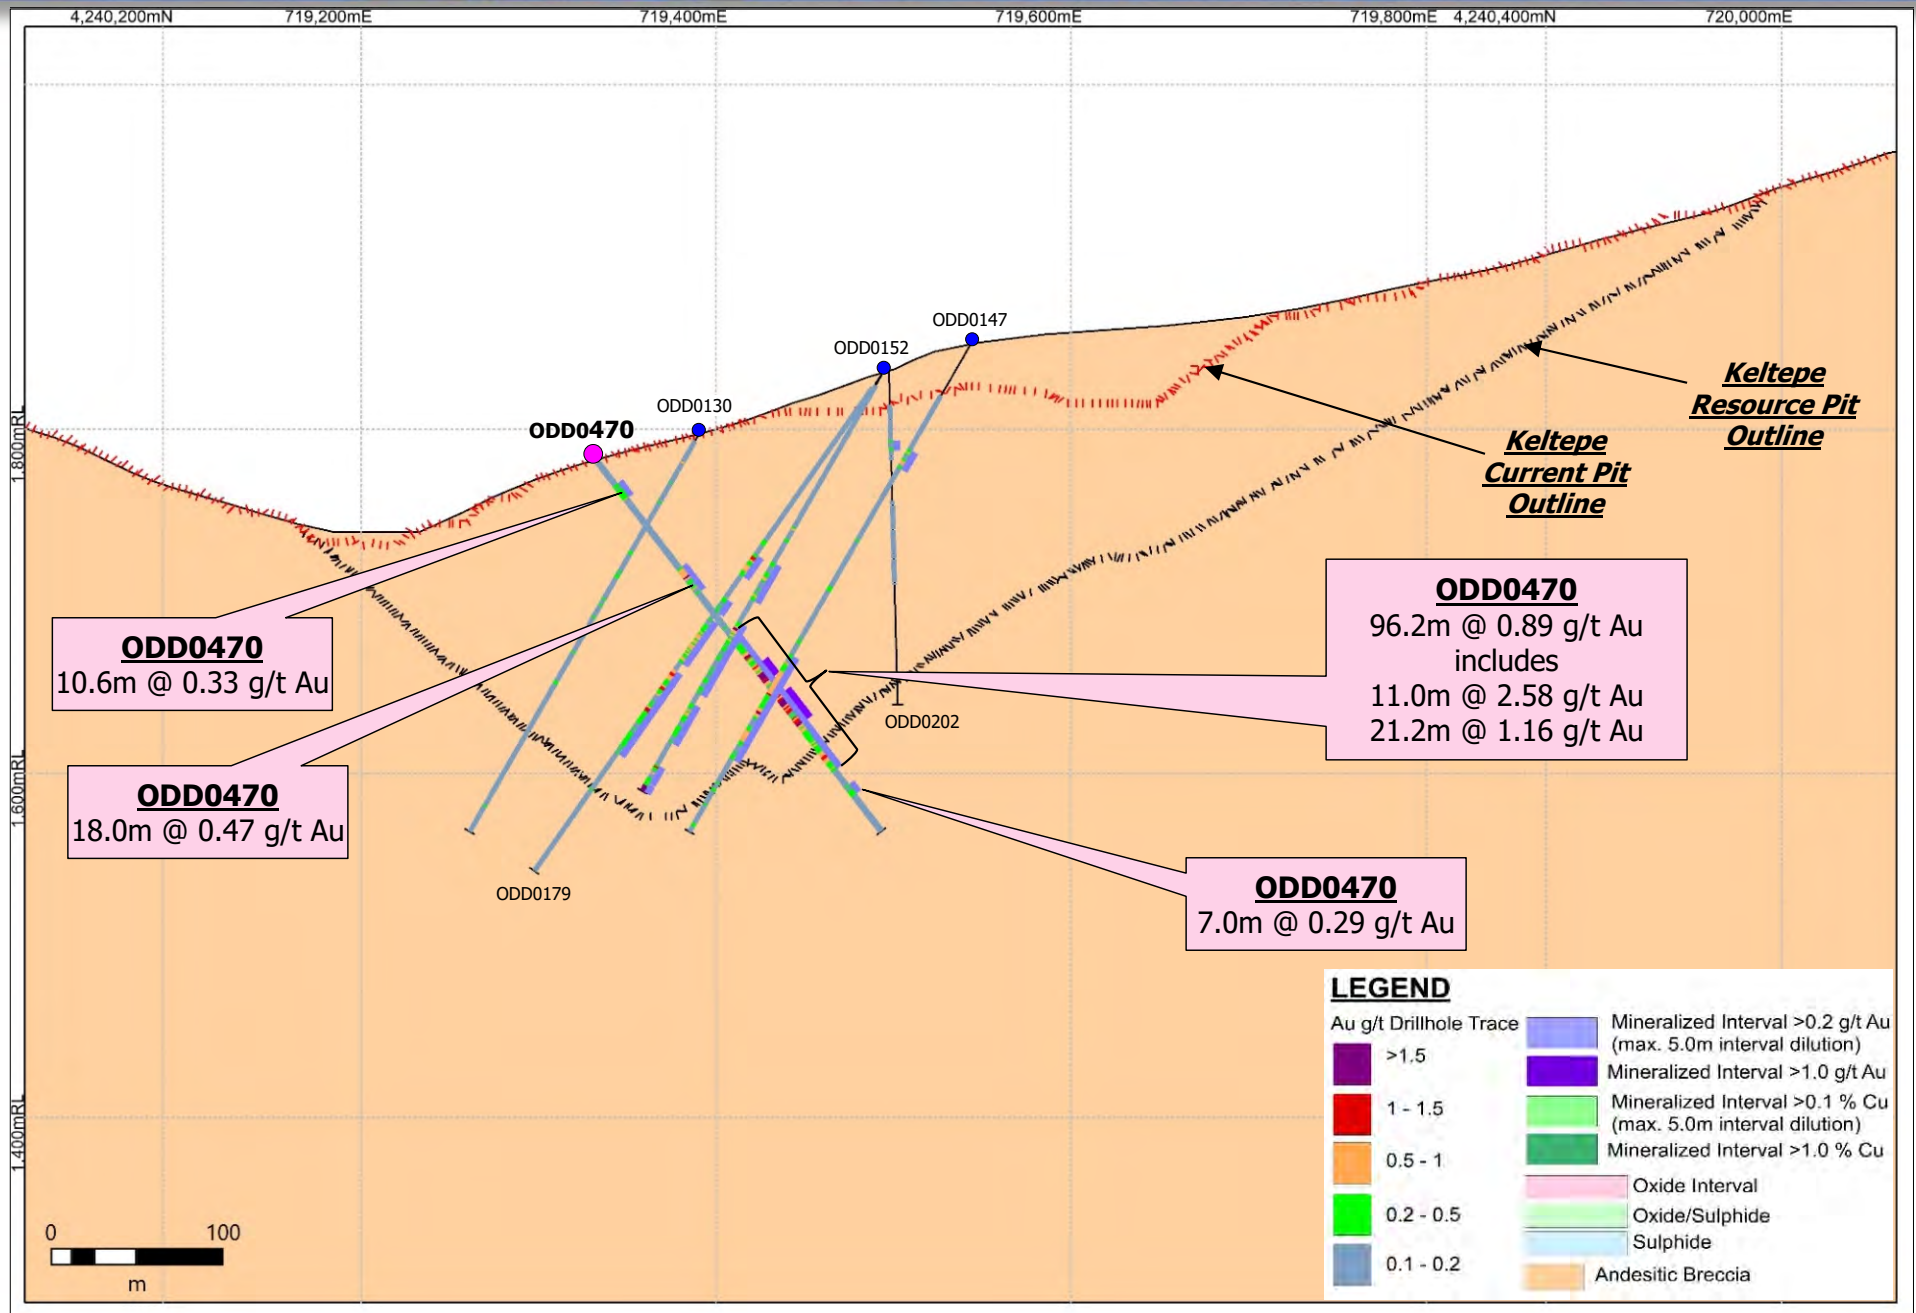 4,240,200mN
719,200mE
719,400mE
719,600mE
719,800mE
4,240,400mN
720,000mE
1,800mRL
1,600mRL
1,400mRL
ODD0147
ODD0152
ODD0130
ODD0470
ODD0202
ODD0179
Keltepe
Resource Pit
Outline
Keltepe
Current Pit
Outline
ODD0470
10.6m @ 0.33 g/t Au
ODD0470
18.0m @ 0.47 g/t Au
ODD0470
96.2m @ 0.89 g/t Au
includes
11.0m @ 2.58 g/t Au
21.2m @ 1.16 g/t Au
ODD0470
7.0m @ 0.29 g/t Au
0 100
m
LEGEND
Au g/t Drillhole Trace
>1.5
1 - 1.5
0.5 - 1
0.2 - 0.5
0.1 - 0.2
Mineralized Interval >0.2 g/t Au
(max. 5.0m interval dilution)
Mineralized Interval >1.0 g/t Au
Mineralized Interval >0.1 % Cu
(max. 5.0m interval dilution)
Mineralized Interval >1.0 % Cu
Oxide Interval
Oxide/Sulphide
Sulphide
Andesitic Breccia